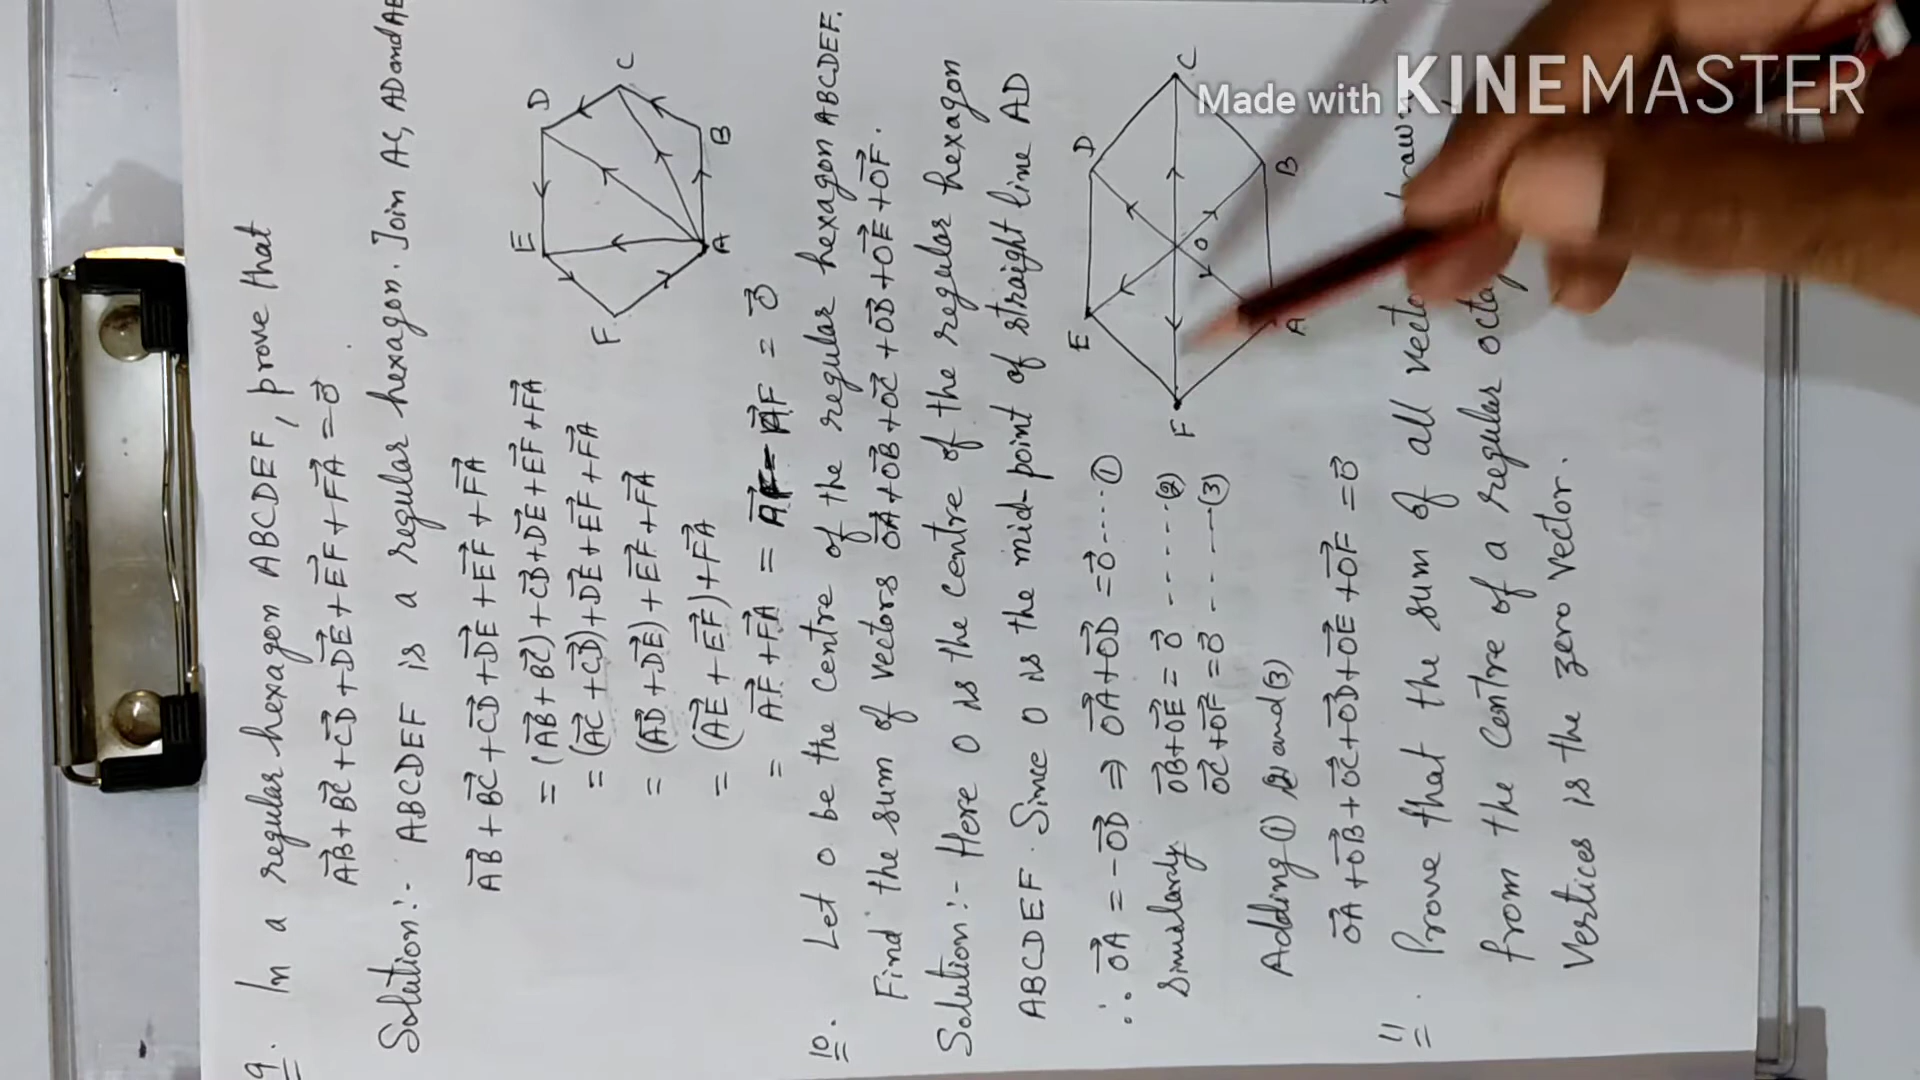 9. In a regular hexagon ABCDEF, prove that
AB⃗ + BC⃗ + CD⃗ + DE⃗ + EF⃗ + FA⃗ = 0⃗
Solution:- ABCDEF is a regular hexagon. Join AC, AD and AE
AB⃗ + BC⃗ + CD⃗ + DE⃗ + EF⃗ + FA⃗
= (AB⃗ + BC⃗) + CD⃗ + DE⃗ + EF⃗ + FA⃗
= (AC⃗ + CD⃗) + DE⃗ + EF⃗ + FA⃗
= (AD⃗ + DE⃗) + EF⃗ + FA⃗
= (AE⃗ + EF⃗) + FA⃗
= AF⃗ + FA⃗ = AF⃗ - AF⃗ = 0⃗
E D
F C
A B
10. Let O be the centre of the regular hexagon ABCDEF.
Find the sum of vectors OA⃗ + OB⃗ + OC⃗ + OD⃗ + OE⃗ + OF⃗.
Solution:- Here O is the centre of the regular hexagon
ABCDEF. Since O is the mid-point of straight line AD
∴ OA⃗ = -OD⃗ ⇒ OA⃗ + OD⃗ = 0⃗ ..... ①
Simularly OB⃗ + OE⃗ = 0⃗ ...... (2)
OC⃗ + OF⃗ = 0⃗ ...... (3)
E D
F O C
A B
Adding ① ② and (3)
OA⃗ + OB⃗ + OC⃗ + OD⃗ + OE⃗ + OF⃗ = 0⃗
11. Prove that the sum of all
from the centre of a regular
vertices is the zero vector.
Made with KINEMASTER